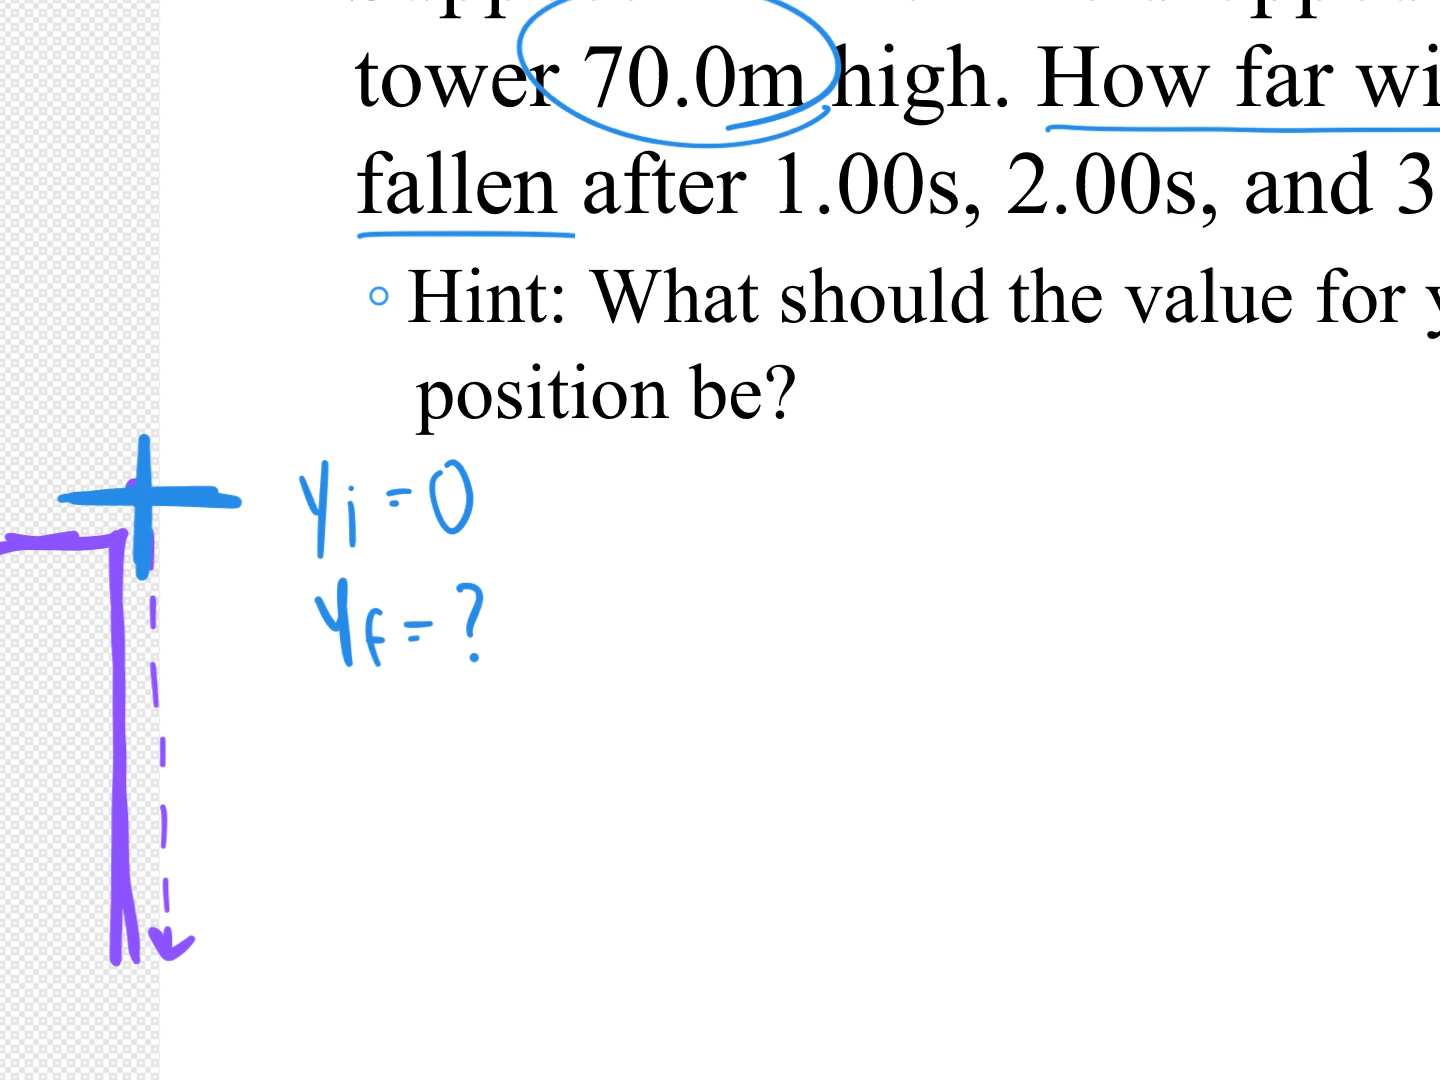 tower 70.0m high. How far wi
fallen after 1.00s, 2.00s, and 3
Hint: What should the value for y
position be?
yi = 0
yf = ?